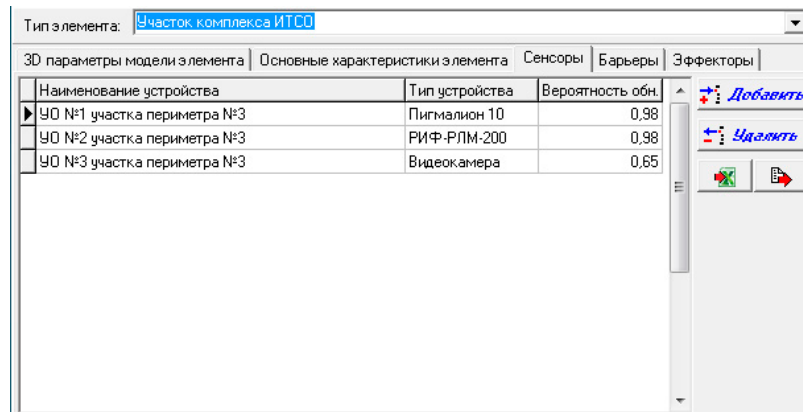 Тип элемента: Участок комплекса ИТСО
3D параметры модели элемента Основные характеристики элемента Сенсоры Барьеры Эффекторы
Наименование устройства Тип устройства Вероятность обн. Добавить
УО №1 участка периметра №3 Пигмалион 10 0,98
УО №2 участка периметра №3 РИФ-РЛМ-200 0,98 Удалить
УО №3 участка периметра №3 Видеокамера 0,65